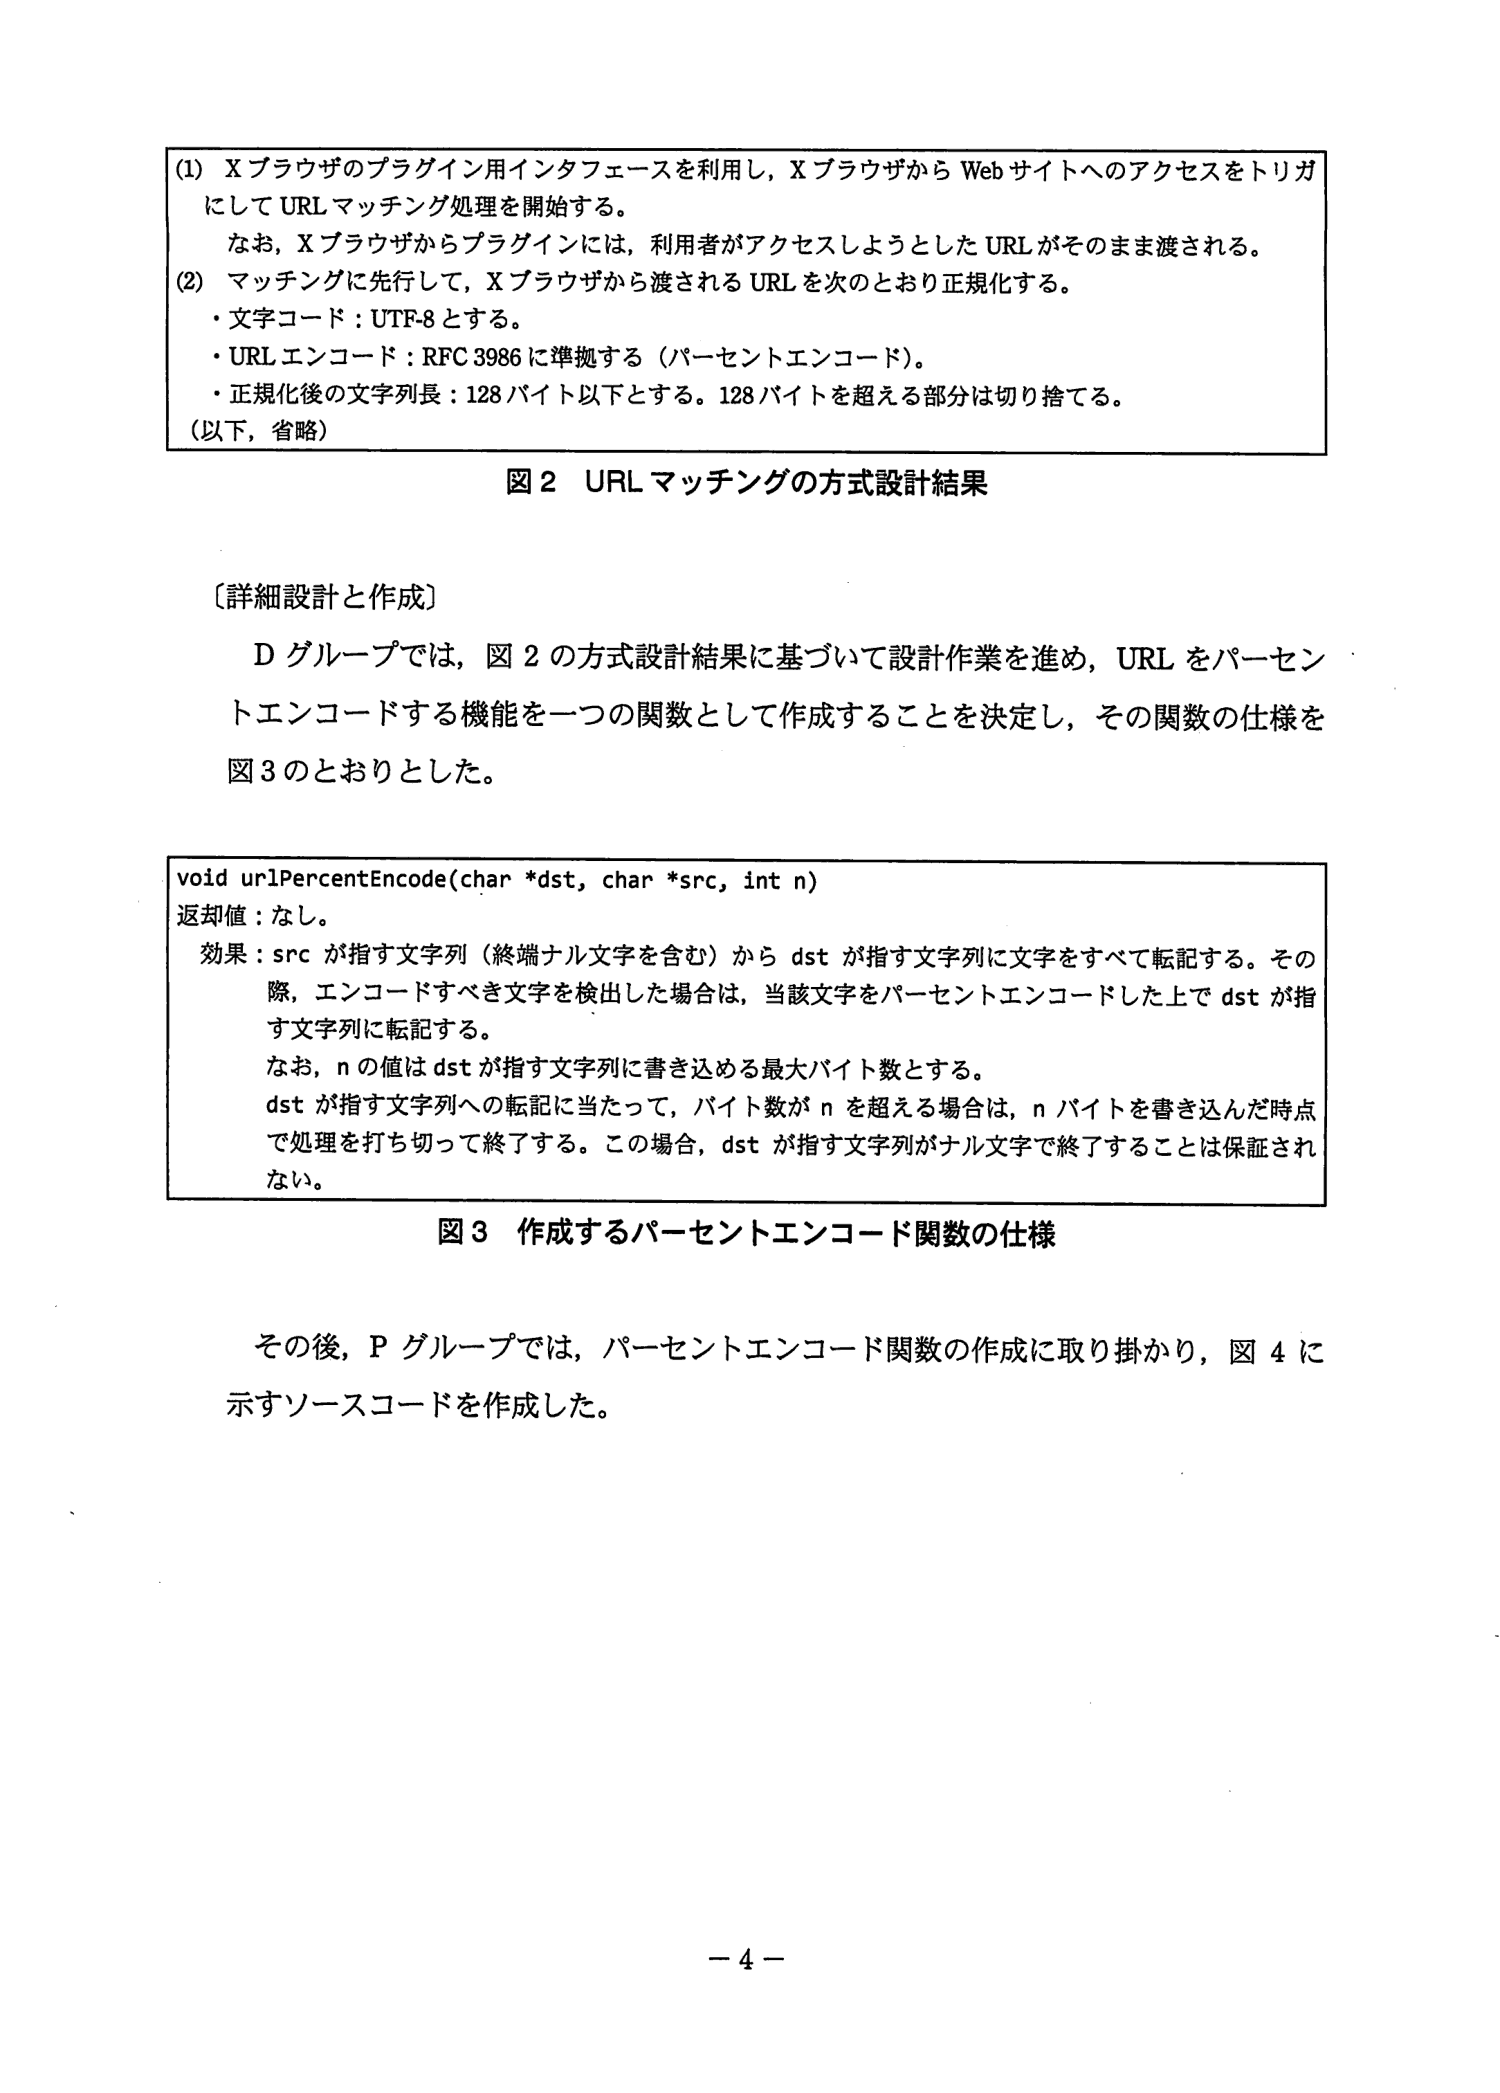 (1) Xブラウザのプラグイン用インタフェースを利用し，XブラウザからWebサイトへのアクセスをトリガ
にしてURLマッチング処理を開始する。
なお，Xブラウザからプラグインには，利用者がアクセスしようとしたURLがそのまま渡される。
(2) マッチングに先行して，Xブラウザから渡されるURLを次のとおり正規化する。
・文字コード：UTF-8とする。
・URLエンコード：RFC 3986に準拠する（パーセントエンコード）。
・正規化後の文字列長：128バイト以下とする。128バイトを超える部分は切り捨てる。
（以下，省略）
図2 URLマッチングの方式設計結果
〔詳細設計と作成〕
Dグループでは，図2の方式設計結果に基づいて設計作業を進め，URLをパーセン
トエンコードする機能を一つの関数として作成することを決定し，その関数の仕様を
図3のとおりとした。
void urlPercentEncode(char *dst, char *src, int n)
返却値：なし。
効果：src が指す文字列（終端ナル文字を含む）から dst が指す文字列に文字をすべて転記する。その
際，エンコードすべき文字を検出した場合は，当該文字をパーセントエンコードした上で dst が指
す文字列に転記する。
なお，n の値は dst が指す文字列に書き込める最大バイト数とする。
dst が指す文字列への転記に当たって，バイト数が n を超える場合は，n バイトを書き込んだ時点
で処理を打ち切って終了する。この場合，dst が指す文字列がナル文字で終了することは保証され
ない。
図3 作成するパーセントエンコード関数の仕様
その後，Pグループでは，パーセントエンコード関数の作成に取り掛かり，図4に
示すソースコードを作成した。
－4－